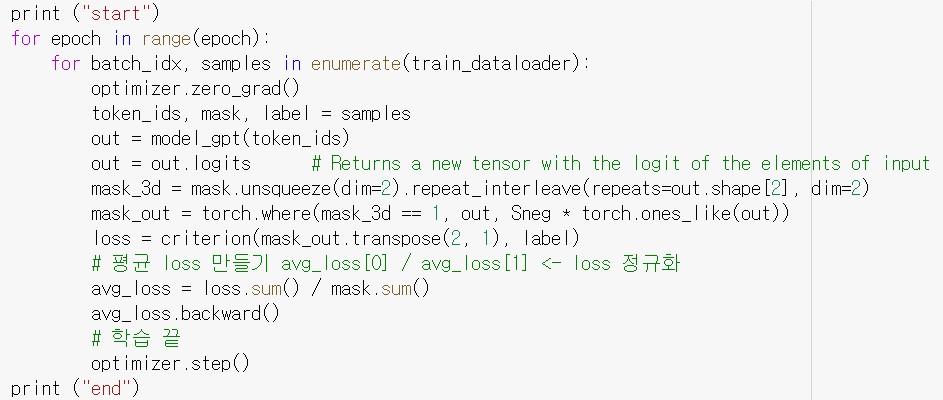 print ("start")
for epoch in range(epoch):
    for batch_idx, samples in enumerate(train_dataloader):
        optimizer.zero_grad()
        token_ids, mask, label = samples
        out = model_gpt(token_ids)
        out = out.logits      # Returns a new tensor with the logit of the elements of input
        mask_3d = mask.unsqueeze(dim=2).repeat_interleave(repeats=out.shape[2], dim=2)
        mask_out = torch.where(mask_3d == 1, out, Sneg * torch.ones_like(out))
        loss = criterion(mask_out.transpose(2, 1), label)
        # 평균 loss 만들기 avg_loss[0] / avg_loss[1] <- loss 정규화
        avg_loss = loss.sum() / mask.sum()
        avg_loss.backward()
        # 학습 끝
        optimizer.step()
print ("end")